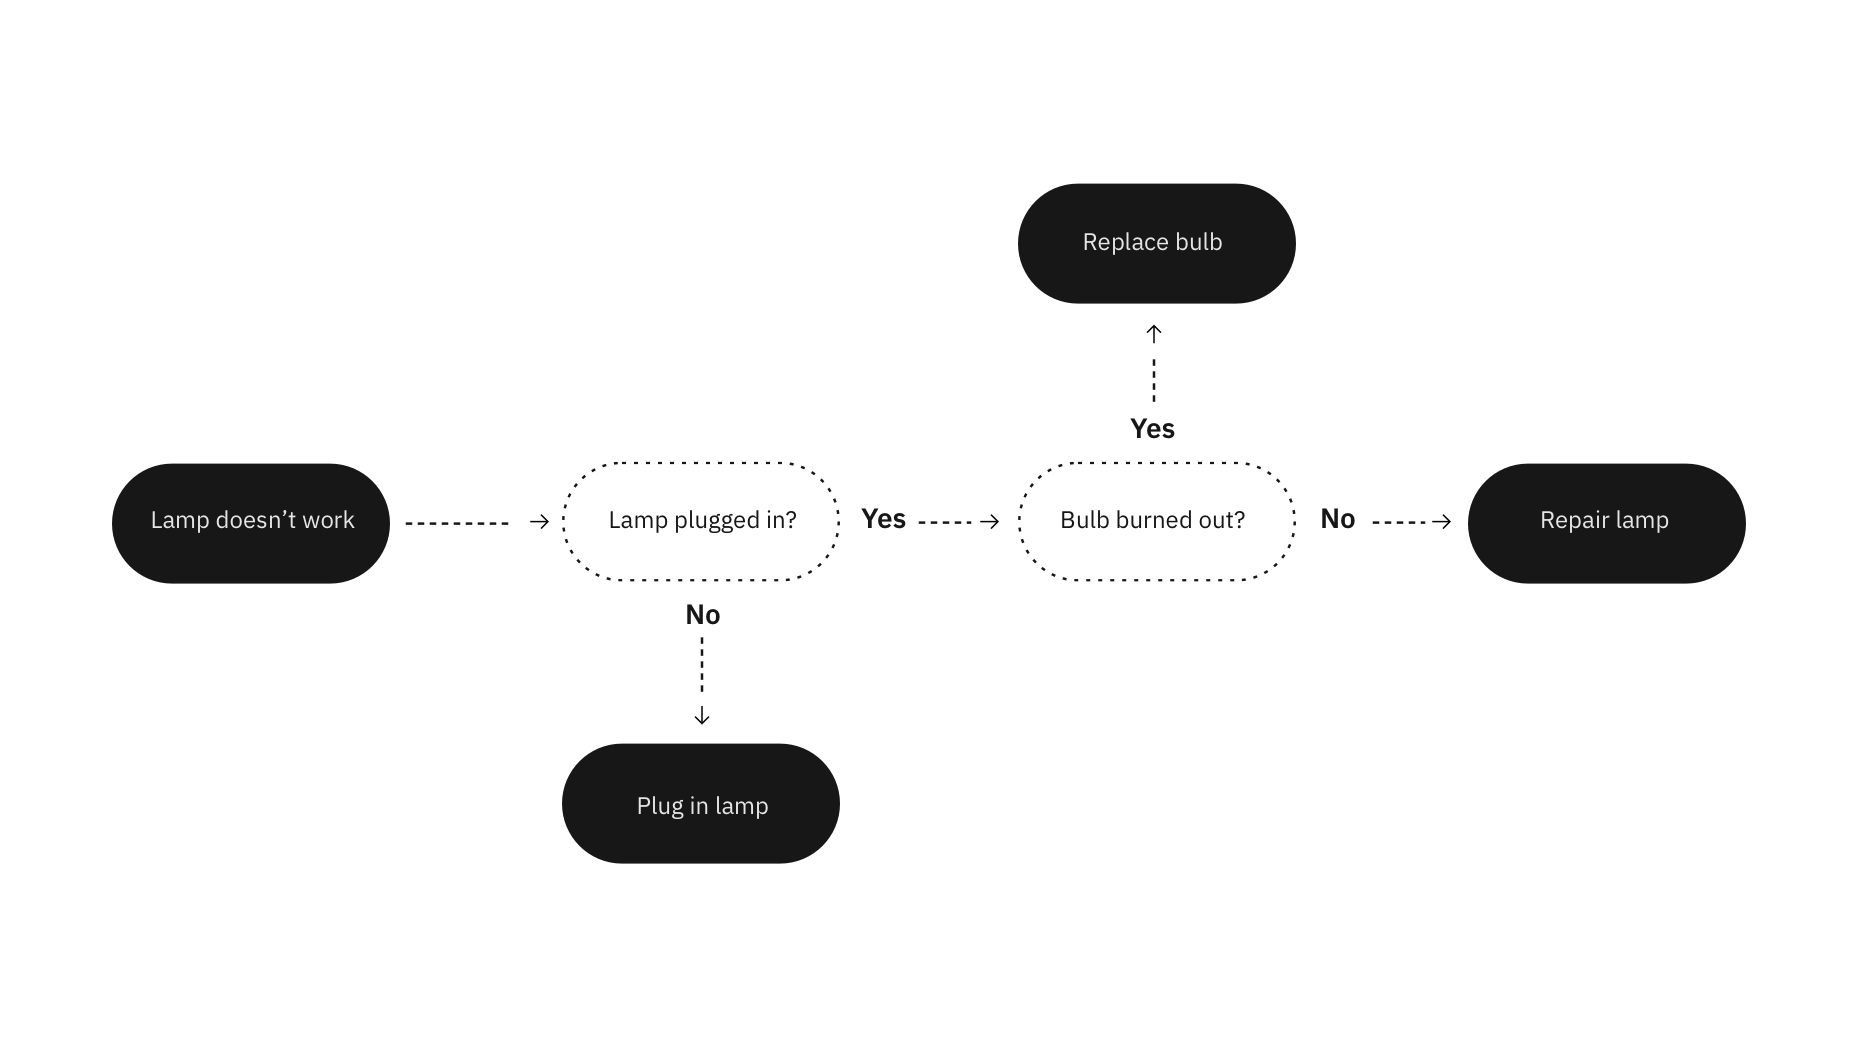 Replace bulb
Yes
Lamp doesn’t work
Lamp plugged in?
Yes
Bulb burned out?
No
Repair lamp
No
Plug in lamp